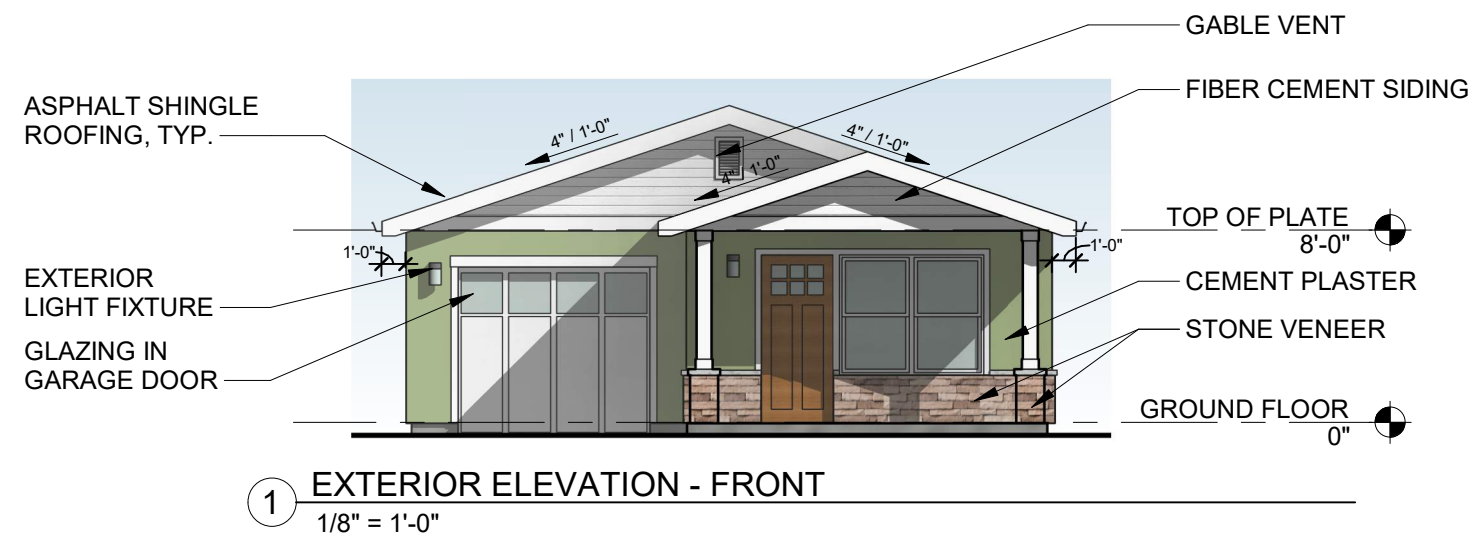 GABLE VENT
FIBER CEMENT SIDING
ASPHALT SHINGLE
ROOFING, TYP.
4" / 1'-0"
4" / 1'-0"
4" 1'-0"
TOP OF PLATE
8'-0"
1'-0"
1'-0"
EXTERIOR
LIGHT FIXTURE
CEMENT PLASTER
STONE VENEER
GLAZING IN
GARAGE DOOR
GROUND FLOOR
0"
1
EXTERIOR ELEVATION - FRONT
1/8" = 1'-0"